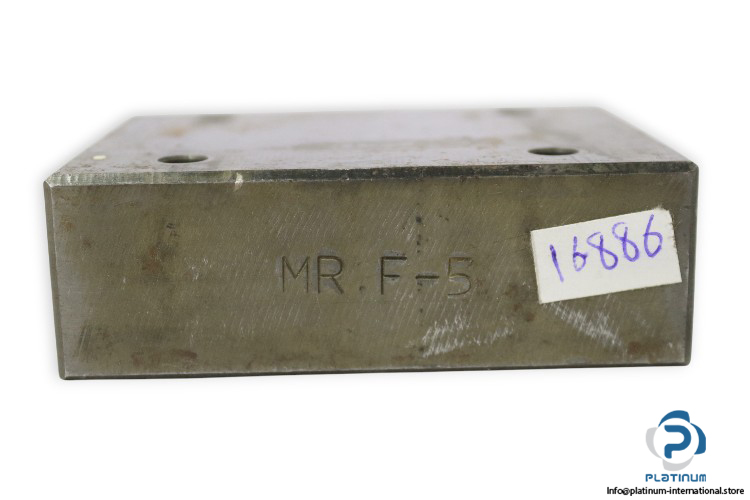 MR F-5
16886
PLATINUM
Info@platinum-international.store